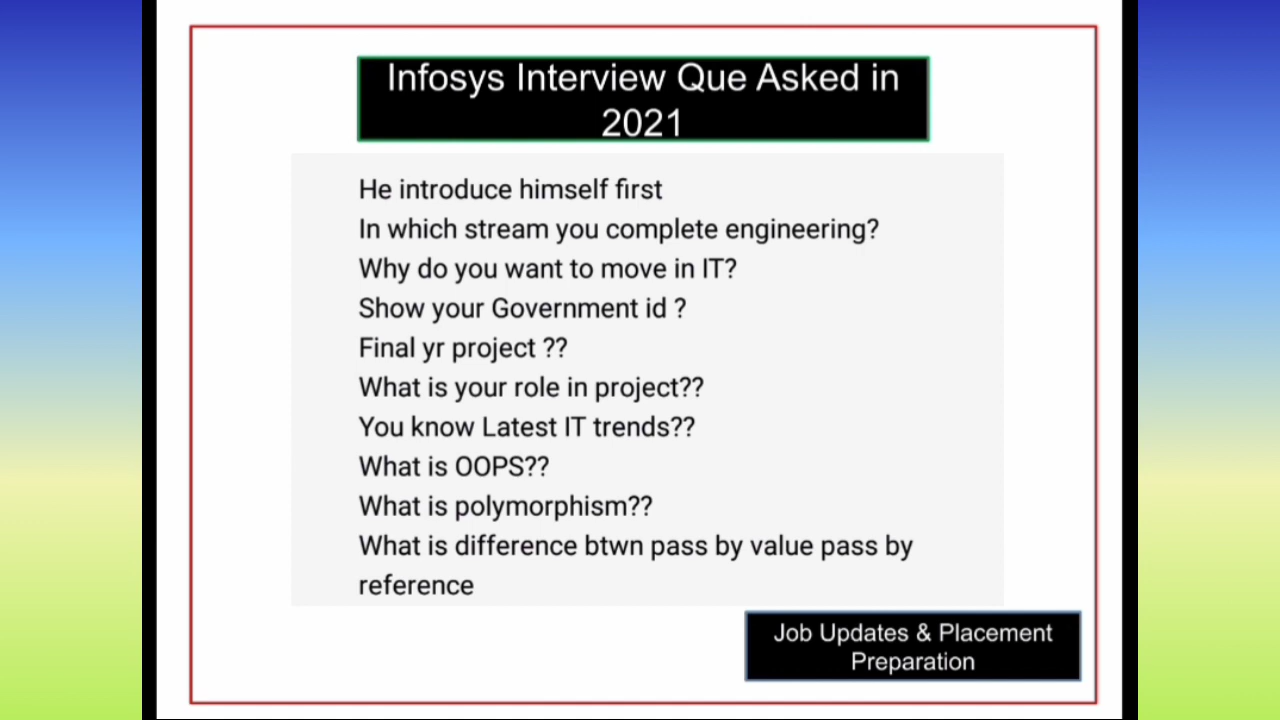 Infosys Interview Que Asked in
2021
He introduce himself first
In which stream you complete engineering?
Why do you want to move in IT?
Show your Government id ?
Final yr project ??
What is your role in project??
You know Latest IT trends??
What is OOPS??
What is polymorphism??
What is difference btwn pass by value pass by
reference
Job Updates & Placement
Preparation